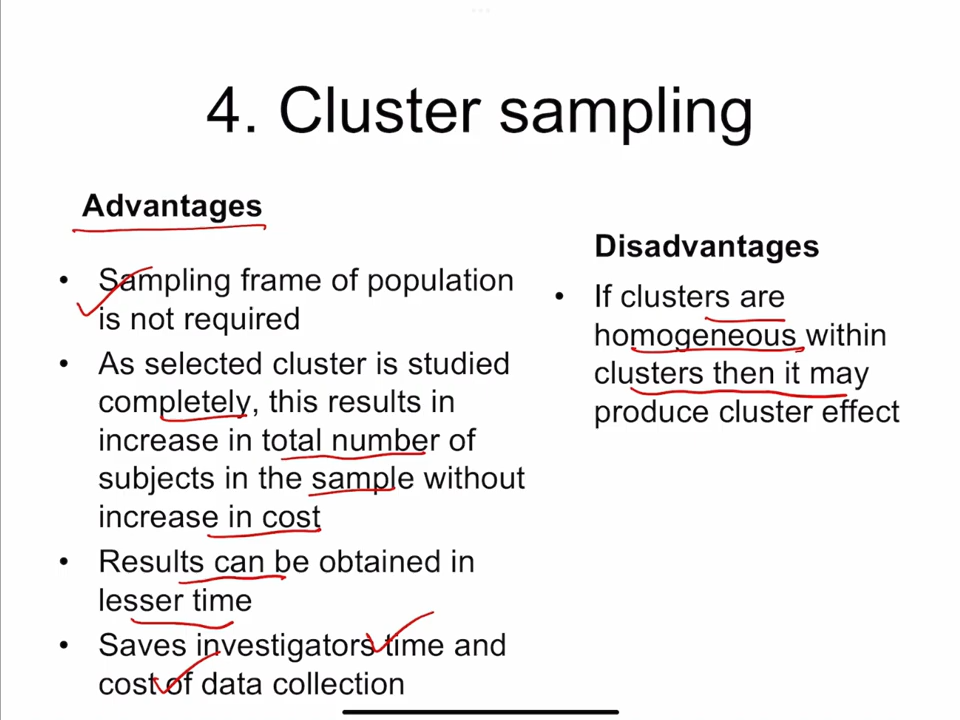 4. Cluster sampling
Advantages
• Sampling frame of population
is not required
• As selected cluster is studied
completely, this results in
increase in total number of
subjects in the sample without
increase in cost
• Results can be obtained in
lesser time
• Saves investigators time and
cost of data collection
Disadvantages
• If clusters are
homogeneous within
clusters then it may
produce cluster effect